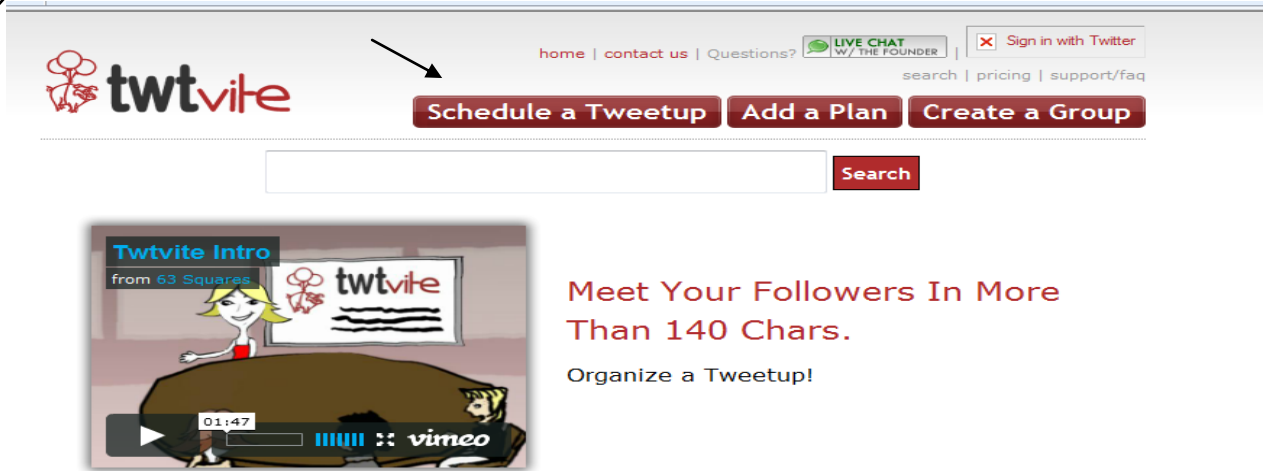 home | contact us | Questions? LIVE CHAT W/ THE FOUNDER | Sign in with Twitter
search | pricing | support/faq
twtvite
Schedule a Tweetup Add a Plan Create a Group
Search
Twtvite Intro
from 63 Squares
twtvite
Meet Your Followers In More
Than 140 Chars.
Organize a Tweetup!
01:47
vimeo